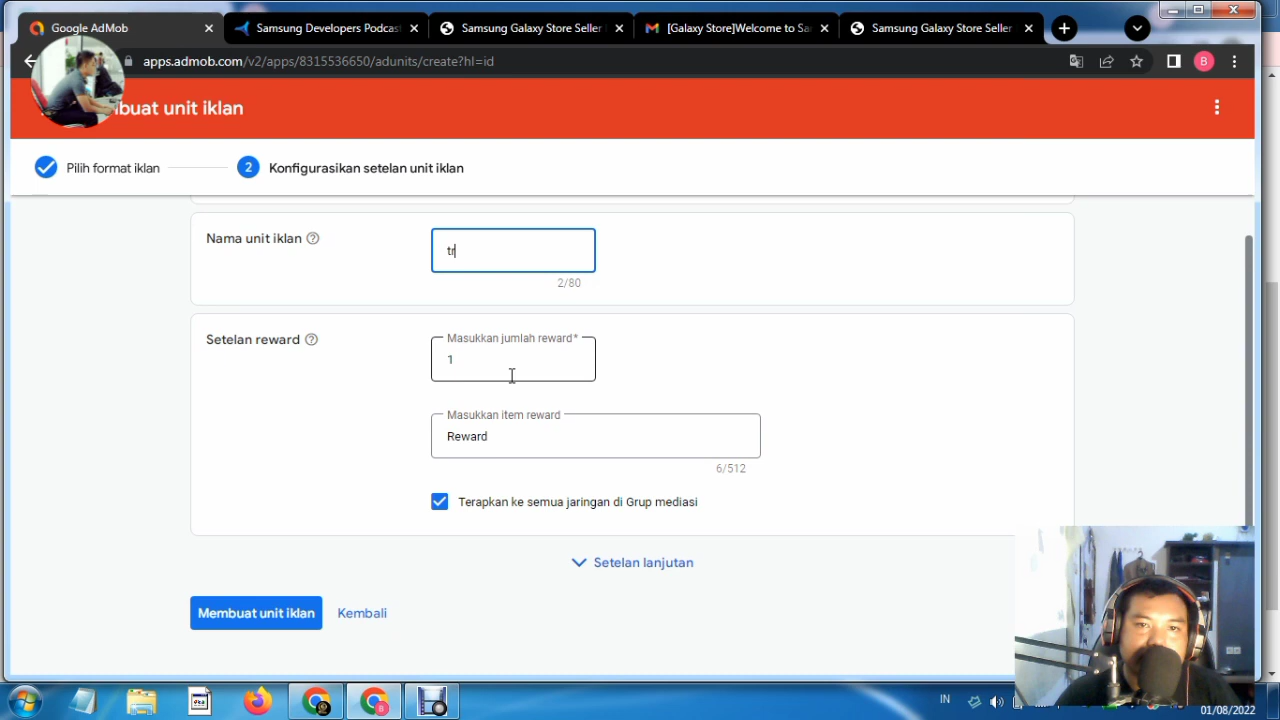 Google AdMob
Samsung Developers Podcast
Samsung Galaxy Store Seller
[Galaxy Store]Welcome to Sa
Samsung Galaxy Store Seller
apps.admob.com/v2/apps/8315536650/adunits/create?hl=id
B
buat unit iklan
Pilih format iklan
2
Konfigurasikan setelan unit iklan
Nama unit iklan
tr
2/80
Setelan reward
Masukkan jumlah reward*
1
Masukkan item reward
Reward
6/512
Terapkan ke semua jaringan di Grup mediasi
Setelan lanjutan
Membuat unit iklan
Kembali
IN
01/08/2022